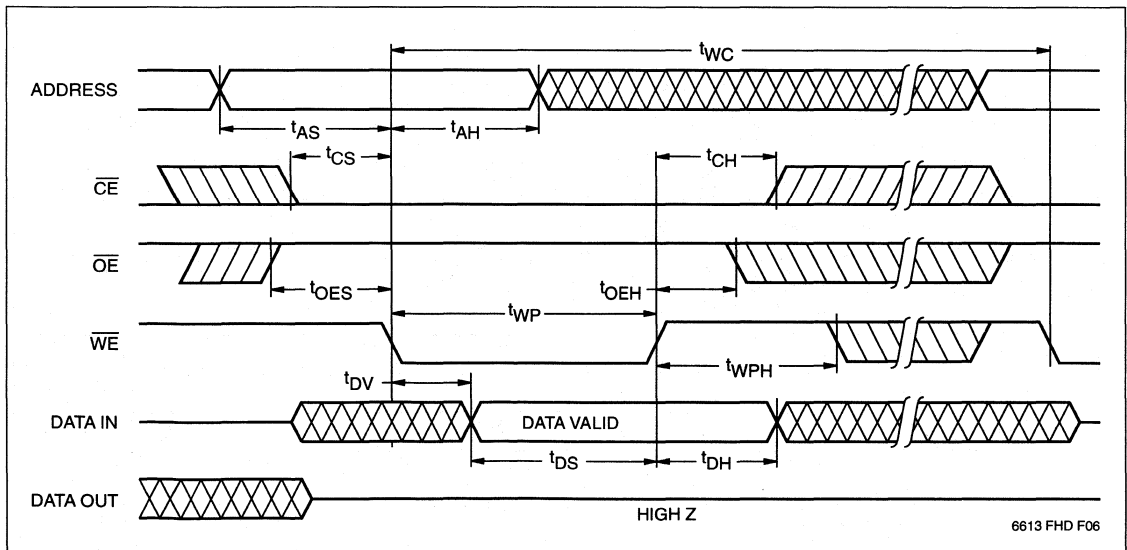 tWC
ADDRESS
tAS
tAH
tCS
tCH
CE
OE
tOES
tOEH
tWP
WE
tWPH
tDV
DATA IN
DATA VALID
tDS
tDH
DATA OUT
HIGH Z
6613 FHD F06